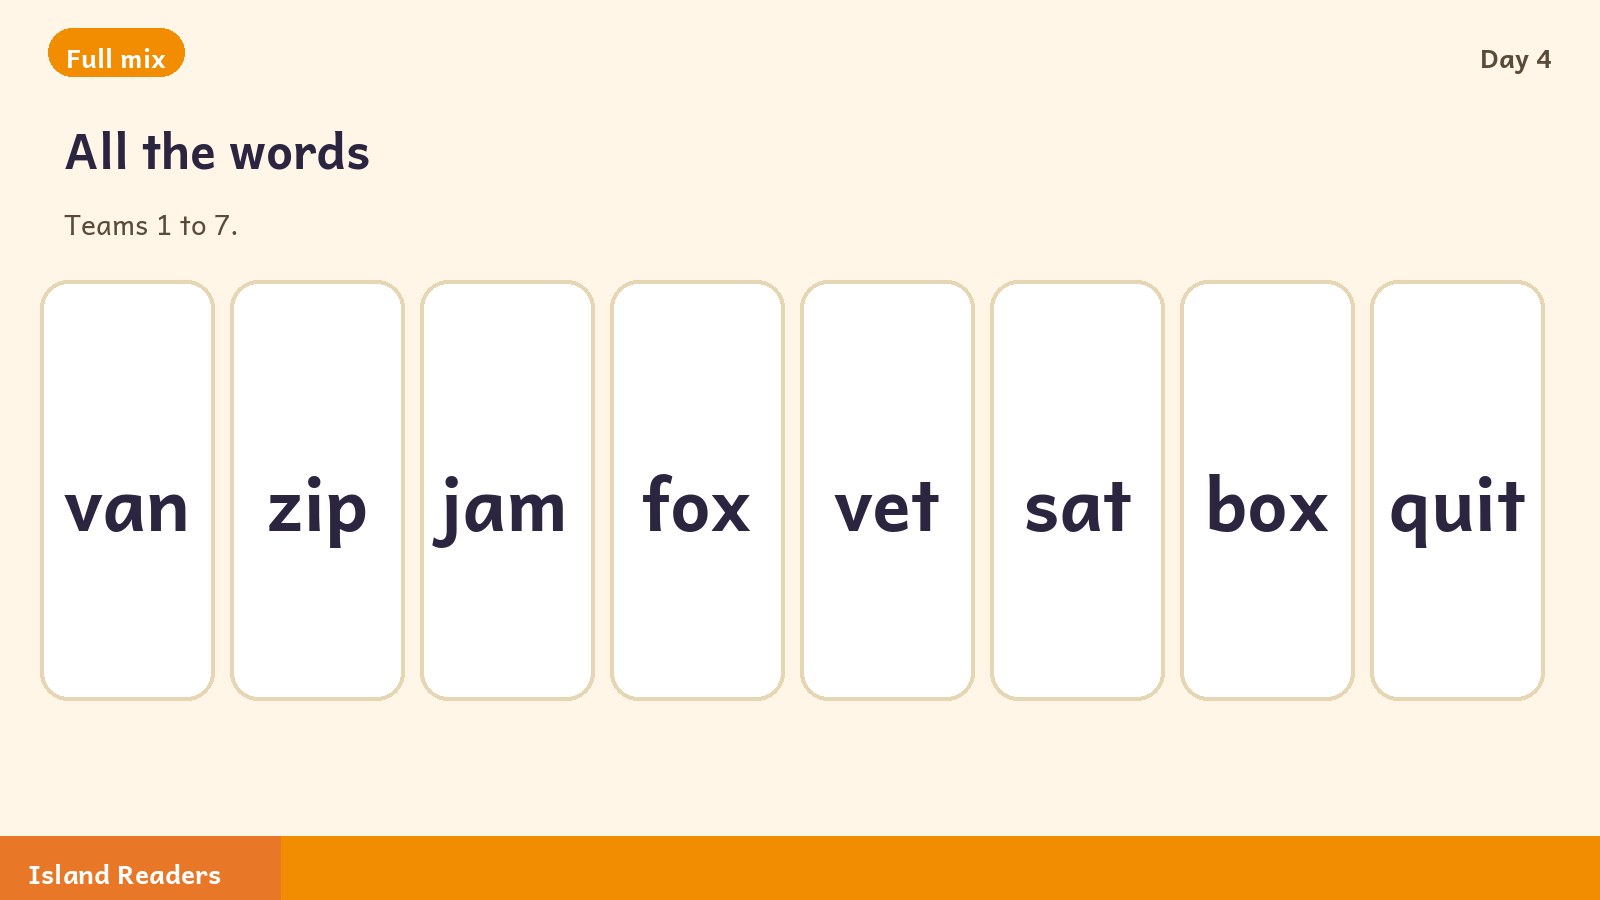 Full mix
Day 4
All the words
Teams 1 to 7.
van zip jam fox vet sat box quit
Island Readers